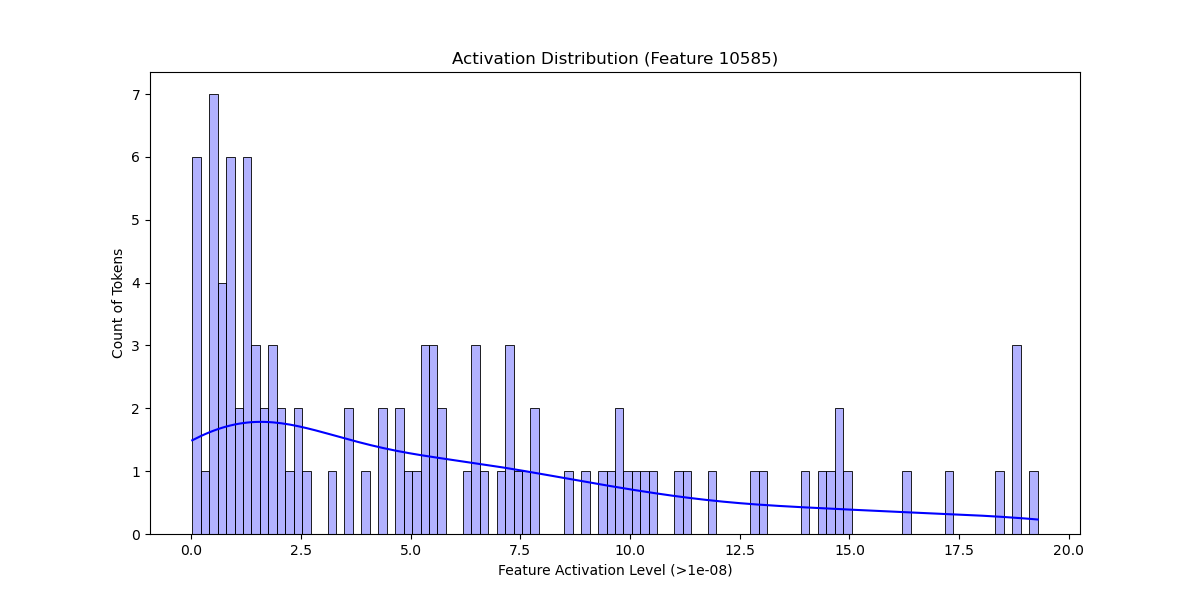 Activation Distribution (Feature 10585)
7
6
5
4
3
2
1
0
Count of Tokens
0.0 2.5 5.0 7.5 10.0 12.5 15.0 17.5 20.0
Feature Activation Level (>1e-08)